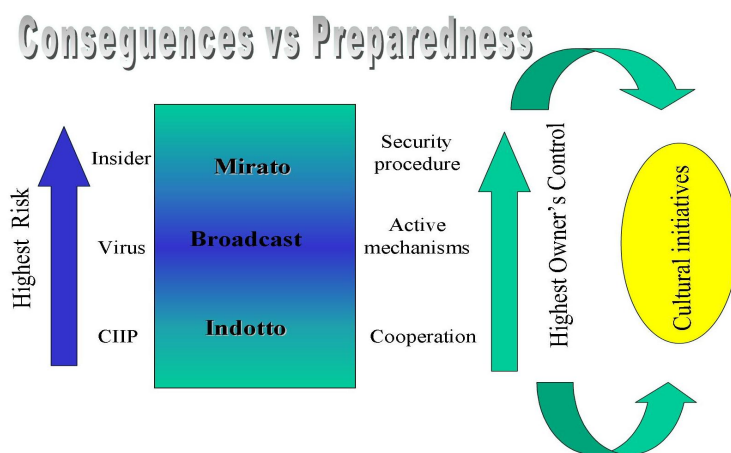 Conseguences vs Preparedness
Highest Risk
Insider
Virus
CIIP
Mirato
Broadcast
Indotto
Security
procedure
Active
mechanisms
Cooperation
Highest Owner's Control
Cultural initiatives